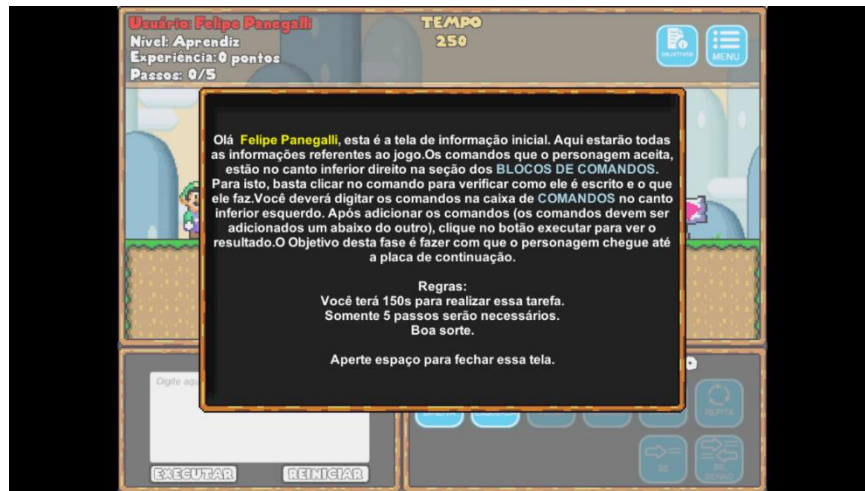 Usuário: Felipe Panegalli
Nível: Aprendiz
Experiência:0 pontos
Passos: 0/5
TEMPO
250
OBJETIVOS
MENU
Olá Felipe Panegalli, esta é a tela de informação inicial. Aqui estarão todas
as informações referentes ao jogo.Os comandos que o personagem aceita,
estão no canto inferior direito na seção dos BLOCOS DE COMANDOS.
Para isto, basta clicar no comando para verificar como ele é escrito e o que
ele faz.Você deverá digitar os comandos na caixa de COMANDOS no canto
inferior esquerdo. Após adicionar os comandos (os comandos devem ser
adicionados um abaixo do outro), clique no botão executar para ver o
resultado.O Objetivo desta fase é fazer com que o personagem chegue até
a placa de continuação.
Regras:
Você terá 150s para realizar essa tarefa.
Somente 5 passos serão necessários.
Boa sorte.
Aperte espaço para fechar essa tela.
Digite
REPITA
SE
SE
SENAO
EXECUTAR
REINICIAR